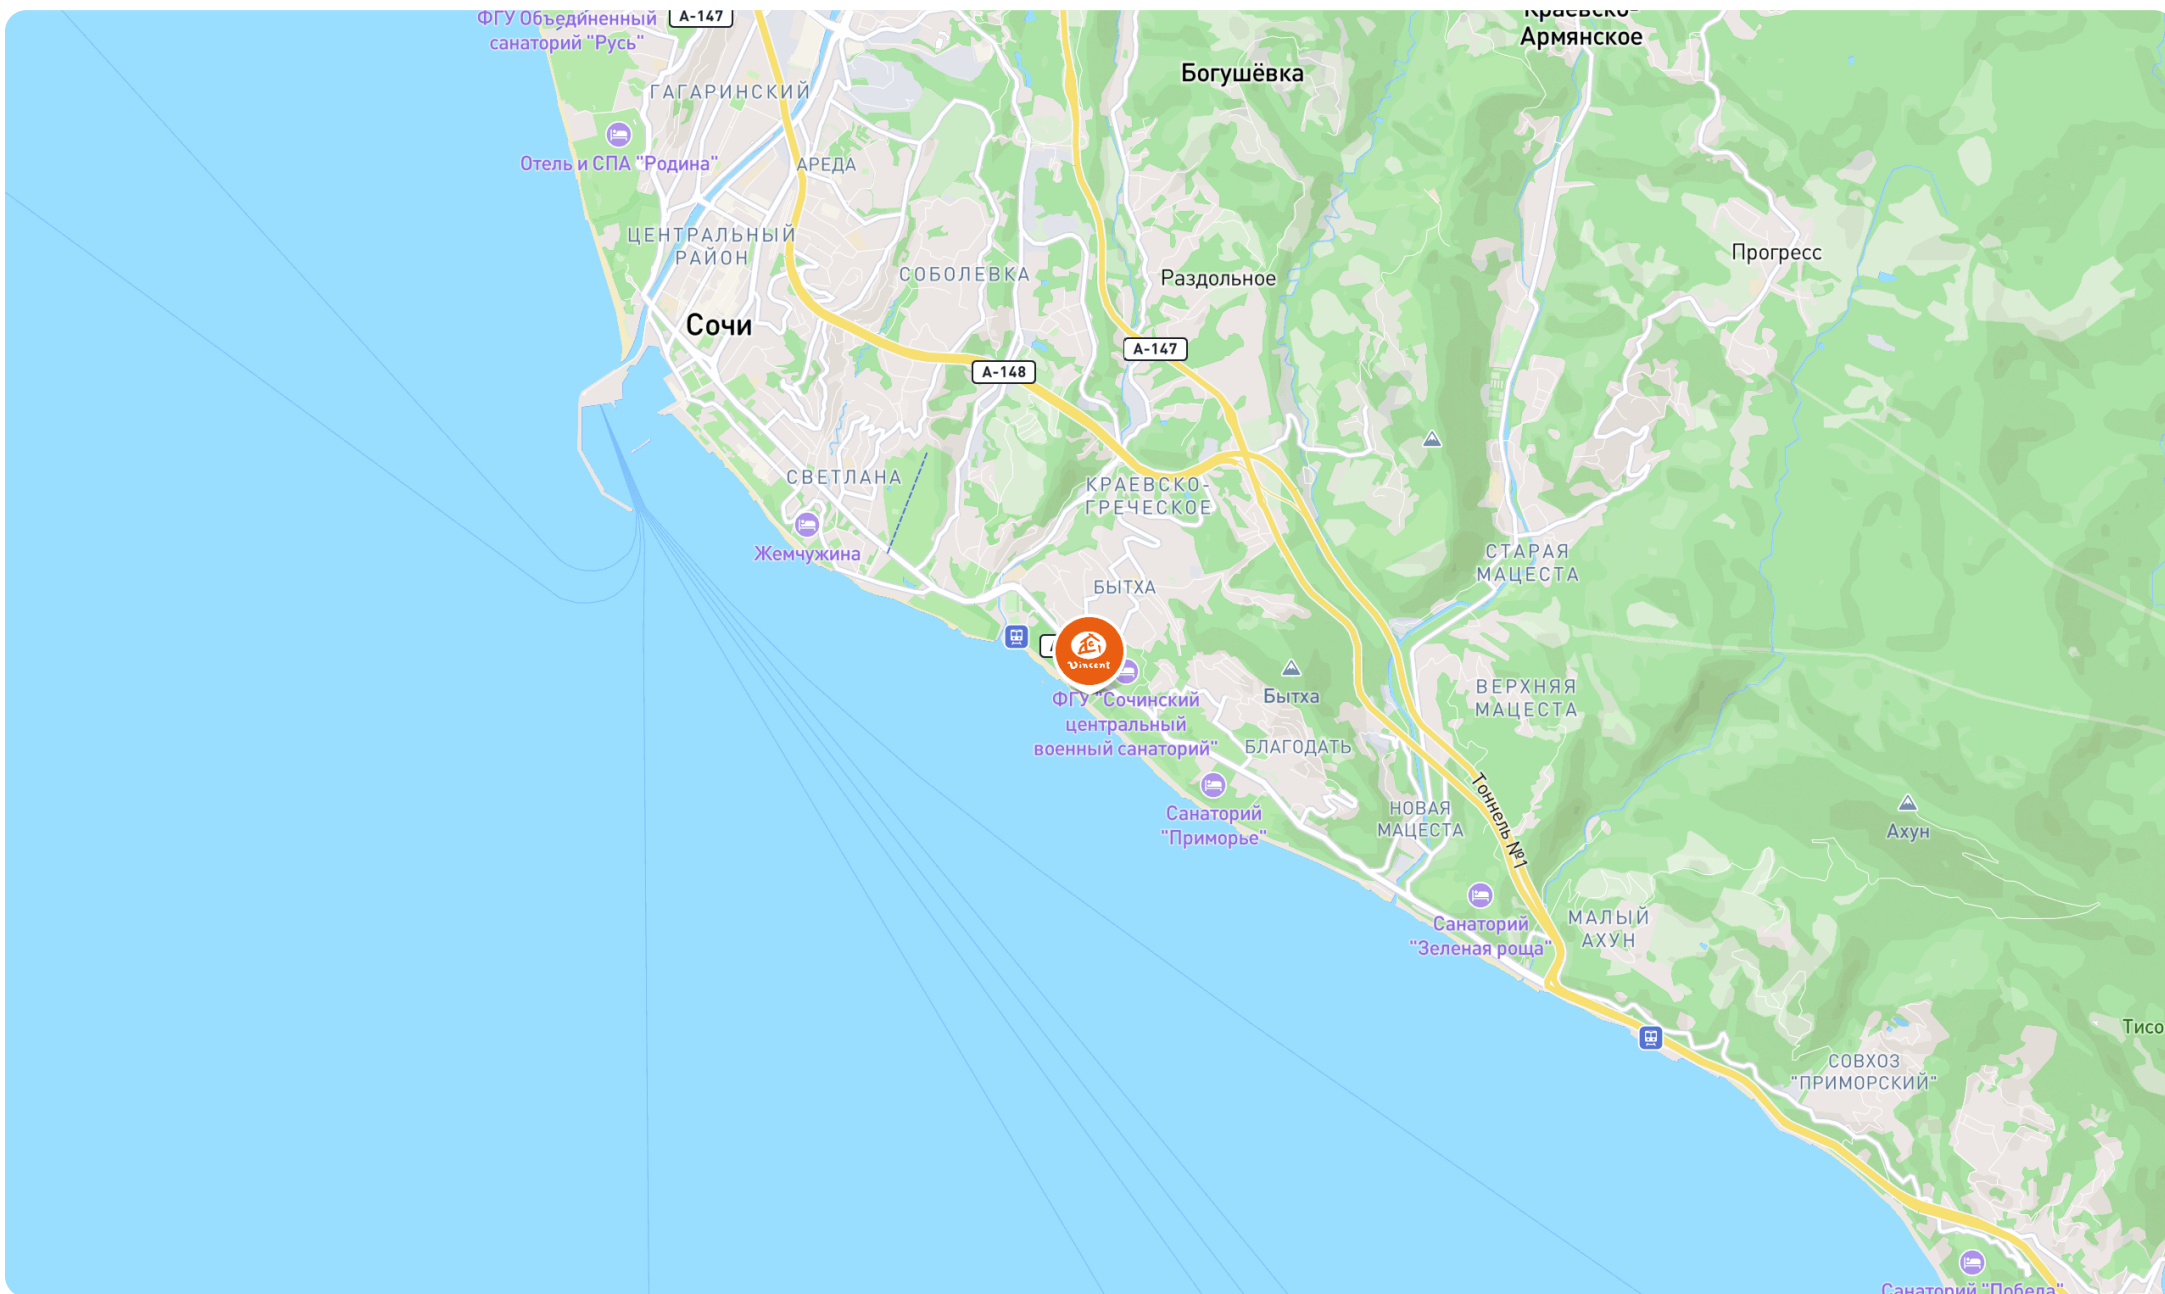 ФГУ Объединенный
санаторий "Русь"
А-147
Краевско-
Армянское
Богушёвка
ГАГАРИНСКИЙ
Отель и СПА "Родина"
АРЕДА
ЦЕНТРАЛЬНЫЙ
РАЙОН
СОБОЛЕВКА
Раздольное
Прогресс
Сочи
А-147
А-148
СВЕТЛАНА
КРАЕВСКО-
ГРЕЧЕСКОЕ
Жемчужина
СТАРАЯ
МАЦЕСТА
БЫТХА
Vincent
ФГУ "Сочинский
центральный
военный санаторий"
Бытха
ВЕРХНЯЯ
МАЦЕСТА
БЛАГОДАТЬ
Санаторий
"Приморье"
НОВАЯ
МАЦЕСТА
Тоннель №1
Ахун
Санаторий
"Зеленая роща"
МАЛЫЙ
АХУН
Тисо
СОВХОЗ
"ПРИМОРСКИЙ"
Санаторий "Победа"